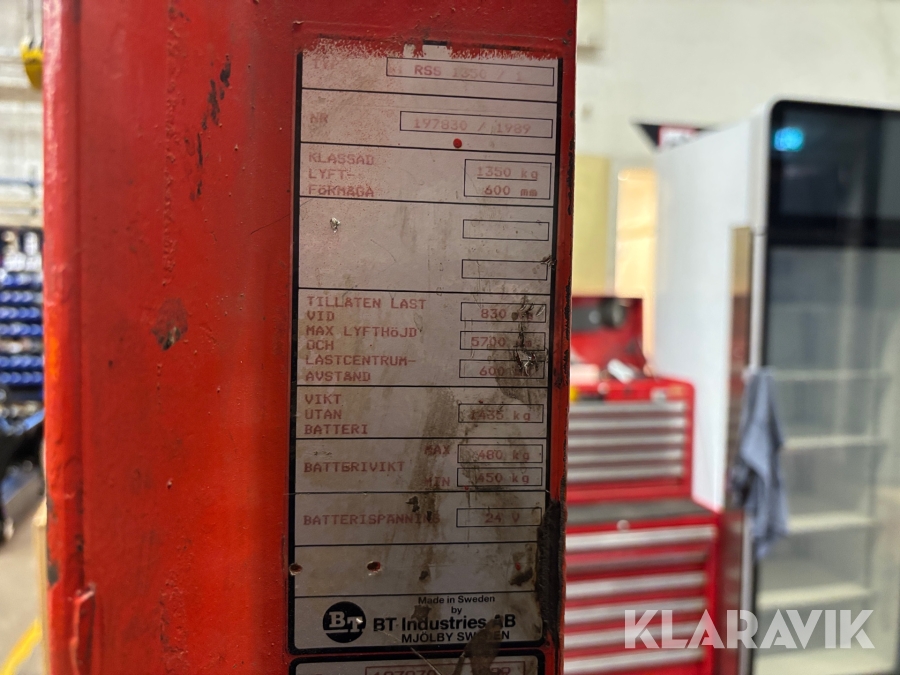 RSS 1350 /
NR 197830 / 1989
KLASSAD
LYFT- 1350 kg
FÖRMÅGA 600 mm
TILLÅTEN LAST
VID 830
MAX LYFTHÖJD
OCH 5700
LASTCENTRUM-
AVSTÅND 600
VIKT
UTAN 1435 kg
BATTERI
MAX 480 kg
BATTERIVIKT
MIN 450 kg
BATTERISPÄNNING 24 V
Made in Sweden
by
BT BT Industries AB
MJÖLBY SWEDEN
KLARAVIK